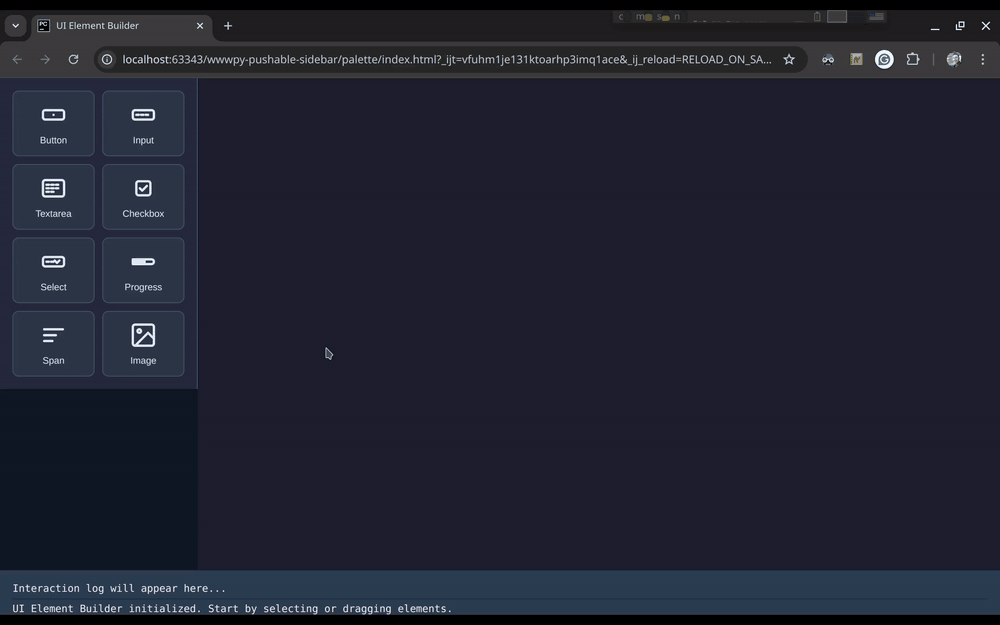 PC UI Element Builder
localhost:63343/wwwpy-pushable-sidebar/palette/index.html?_ijt=vfuhm1je131ktoarhp3imq1ace&_ij_reload=RELOAD_ON_SA...
Button Input
Textarea Checkbox
Select Progress
Span Image
Interaction log will appear here...
UI Element Builder initialized. Start by selecting or dragging elements.